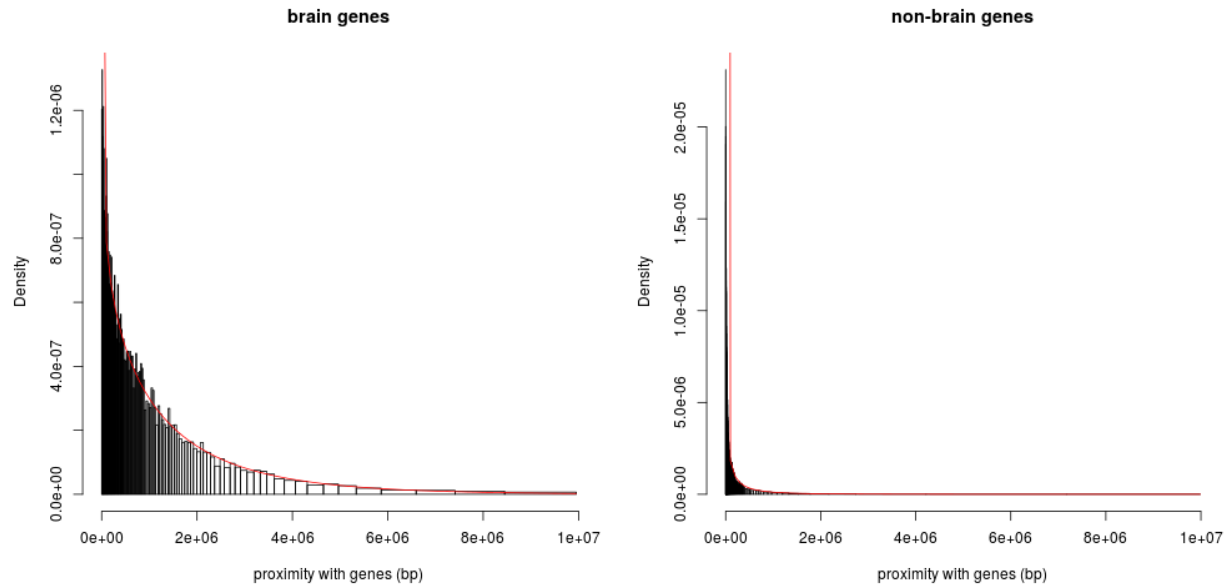 brain genes
Density
0.0e+00
4.0e-07
8.0e-07
1.2e-06
0e+00 2e+06 4e+06 6e+06 8e+06 1e+07
proximity with genes (bp)
non-brain genes
Density
0.0e+00
5.0e-06
1.0e-05
1.5e-05
2.0e-05
0e+00 2e+06 4e+06 6e+06 8e+06 1e+07
proximity with genes (bp)